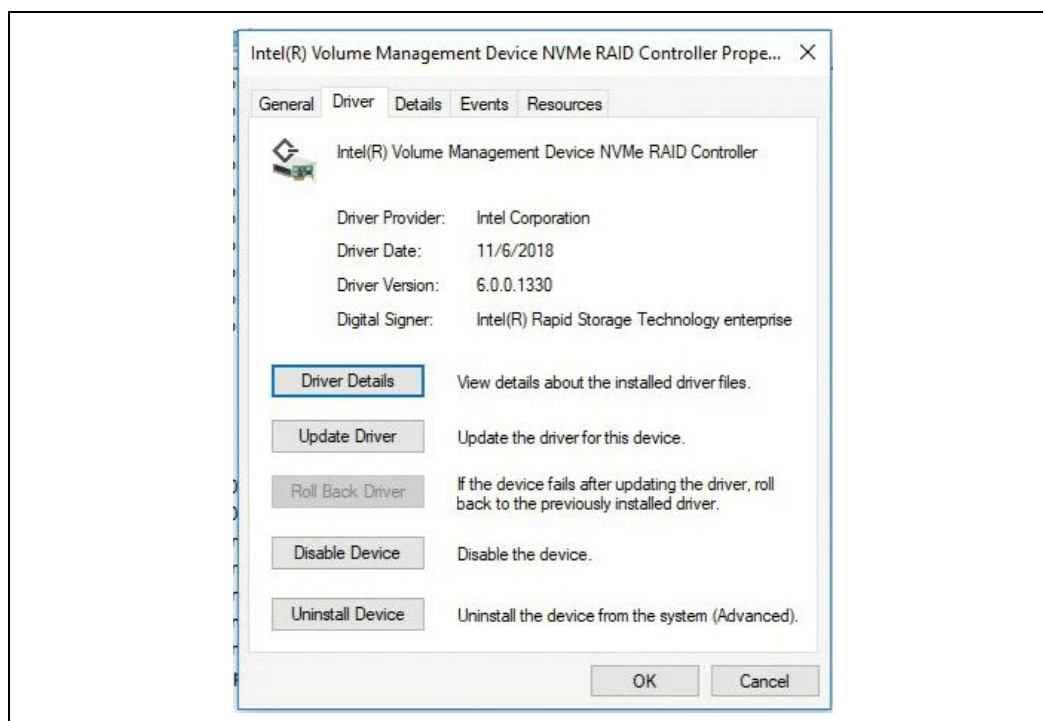 Intel(R) Volume Management Device NVMe RAID Controller Prope...
General Driver Details Events Resources
Intel(R) Volume Management Device NVMe RAID Controller
Driver Provider: Intel Corporation
Driver Date: 11/6/2018
Driver Version: 6.0.0.1330
Digital Signer: Intel(R) Rapid Storage Technology enterprise
Driver Details View details about the installed driver files.
Update Driver Update the driver for this device.
Roll Back Driver If the device fails after updating the driver, roll
back to the previously installed driver.
Disable Device Disable the device.
Uninstall Device Uninstall the device from the system (Advanced).
OK Cancel